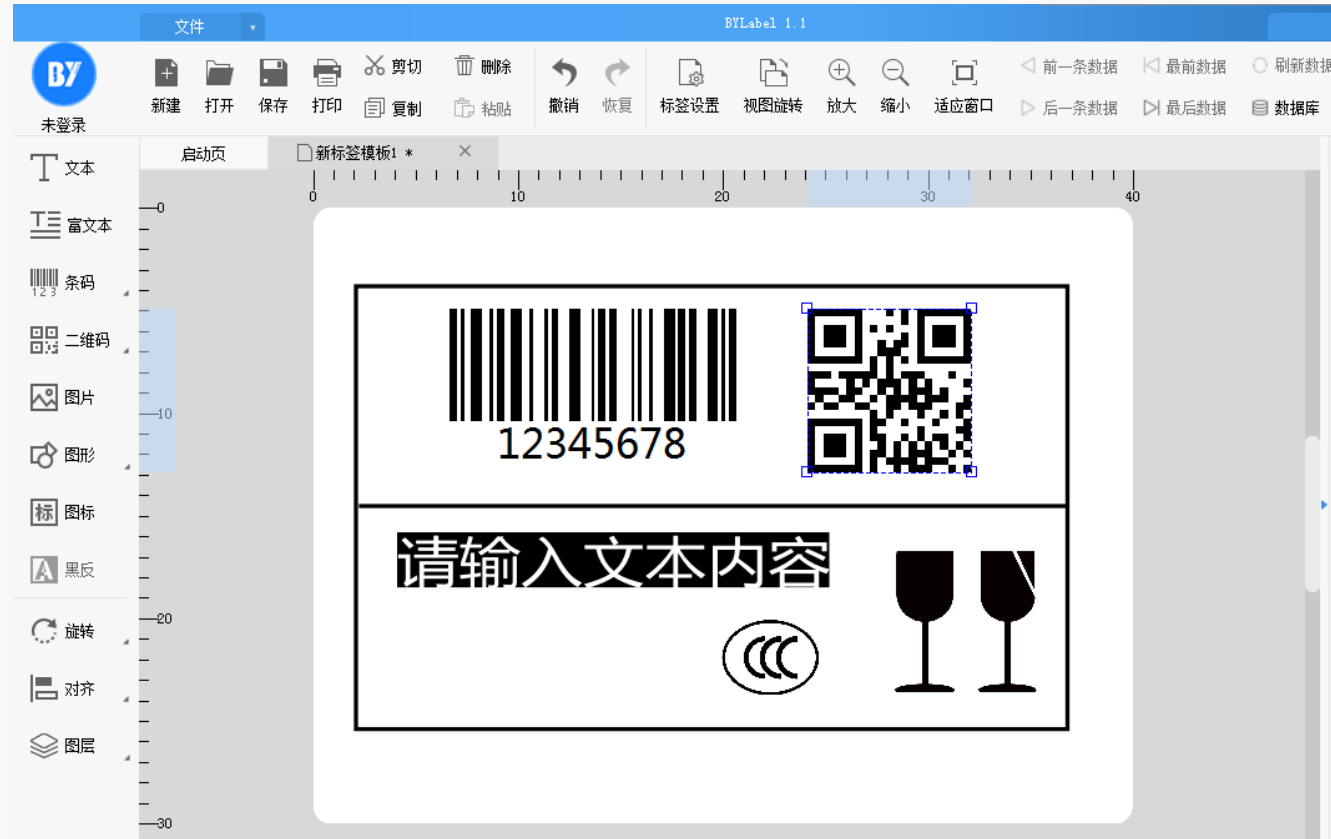 文件
BYLabel 1.1
BY
未登录
新建 打开 保存 打印 剪切 复制 删除 粘贴 撤销 恢复 标签设置 视图旋转 放大 缩小 适应窗口 前一条数据 后一条数据 最前数据 最后数据 刷新数据 数据库
启动页 新标签模板1 *
0 10 20 30 40
0
10
20
30
文本
富文本
123
条码
二维码
图片
图形
标 图标
A 黑反
旋转
对齐
图层
12345678
请输入文本内容
CCC